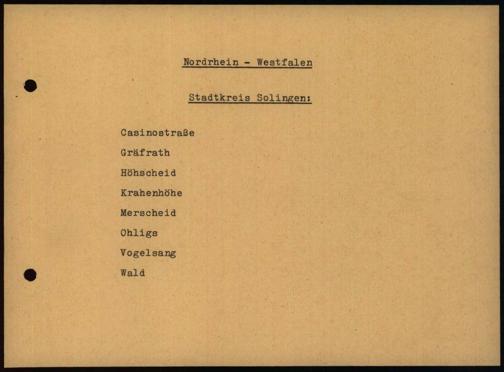 Nordrhein - Westfalen
Stadtkreis Solingen:
Casinostraße
Gräfrath
Höhscheid
Krahenhöhe
Merscheid
Ohligs
Vogelsang
Wald